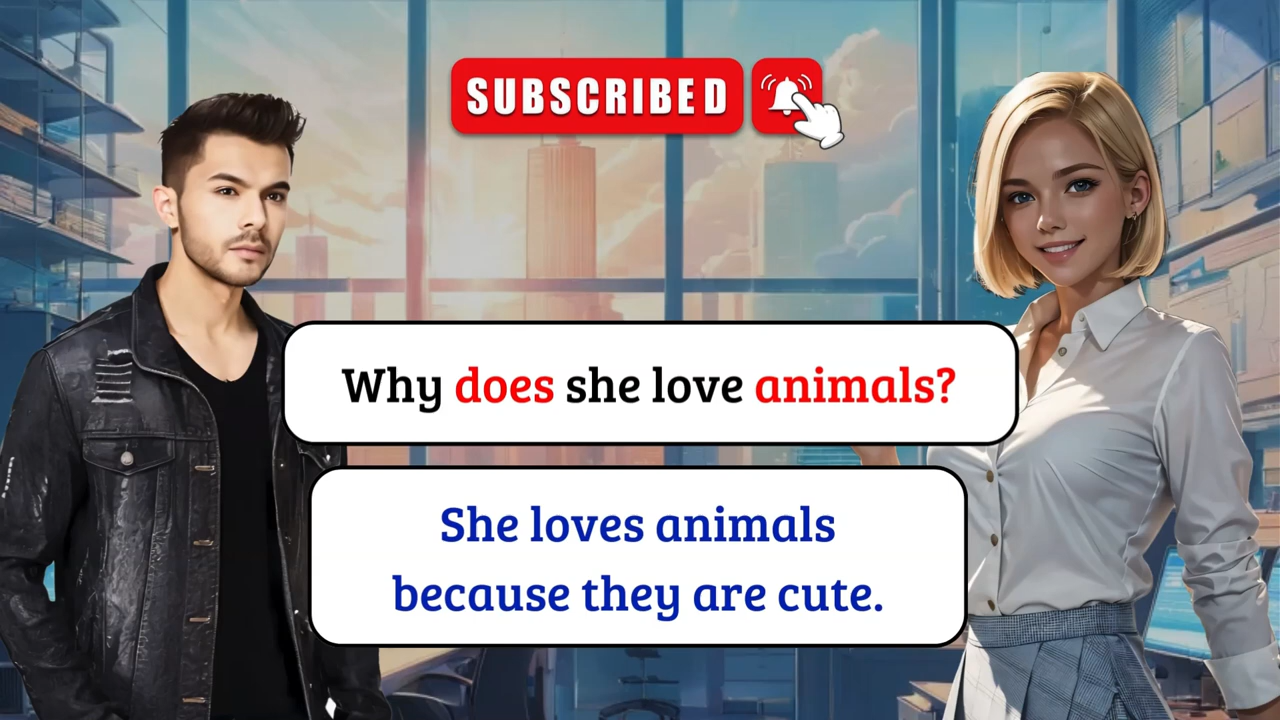 SUBSCRIBED
Why does she love animals?
She loves animals
because they are cute.